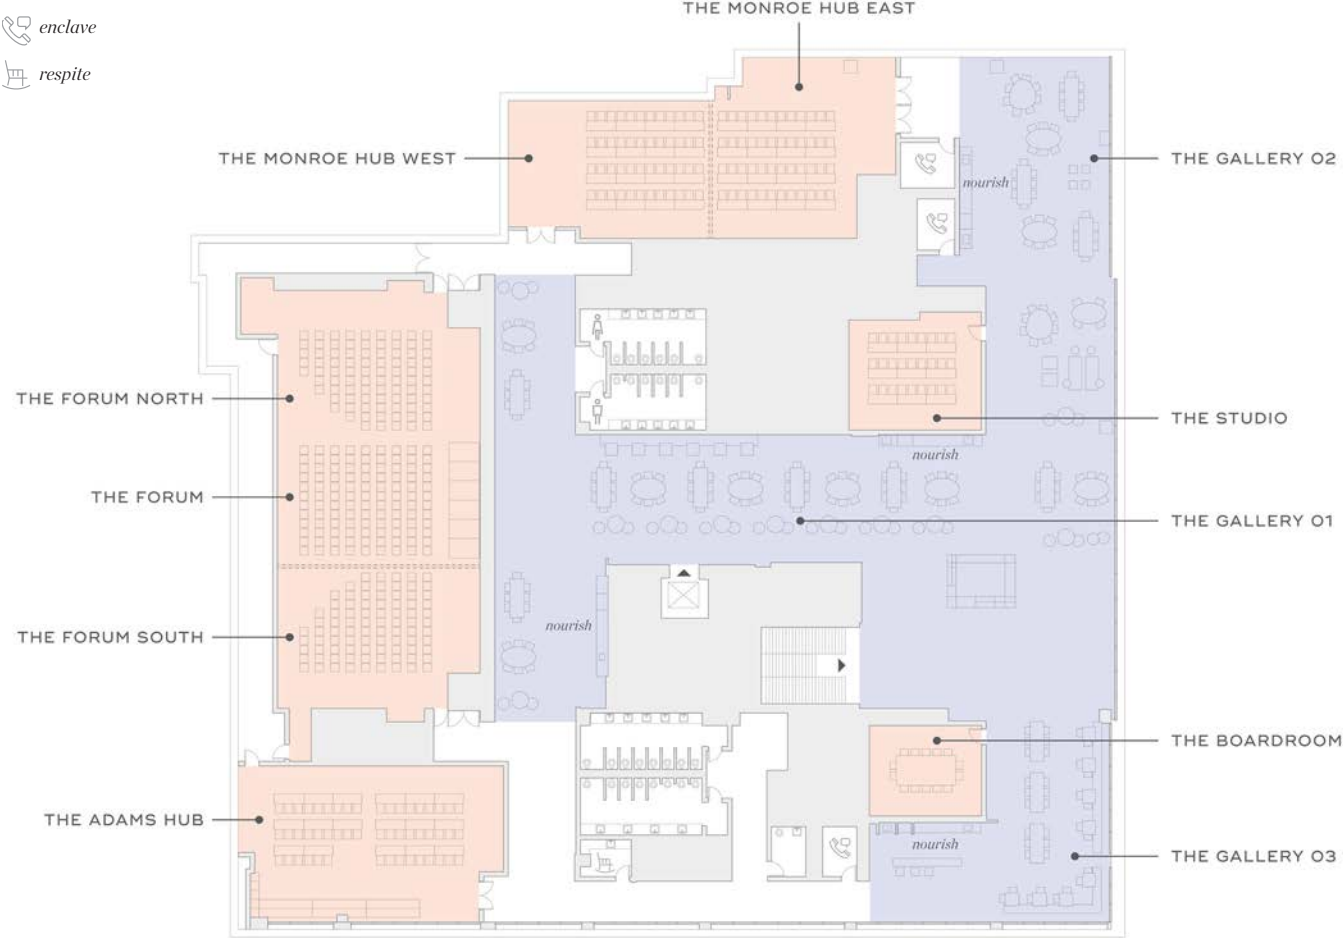 THE MONROE HUB EAST
enclave
respite
THE MONROE HUB WEST
THE GALLERY 02
nourish
THE FORUM NORTH
THE STUDIO
nourish
THE FORUM
THE GALLERY 01
nourish
THE FORUM SOUTH
THE BOARDROOM
THE ADAMS HUB
nourish
THE GALLERY 03